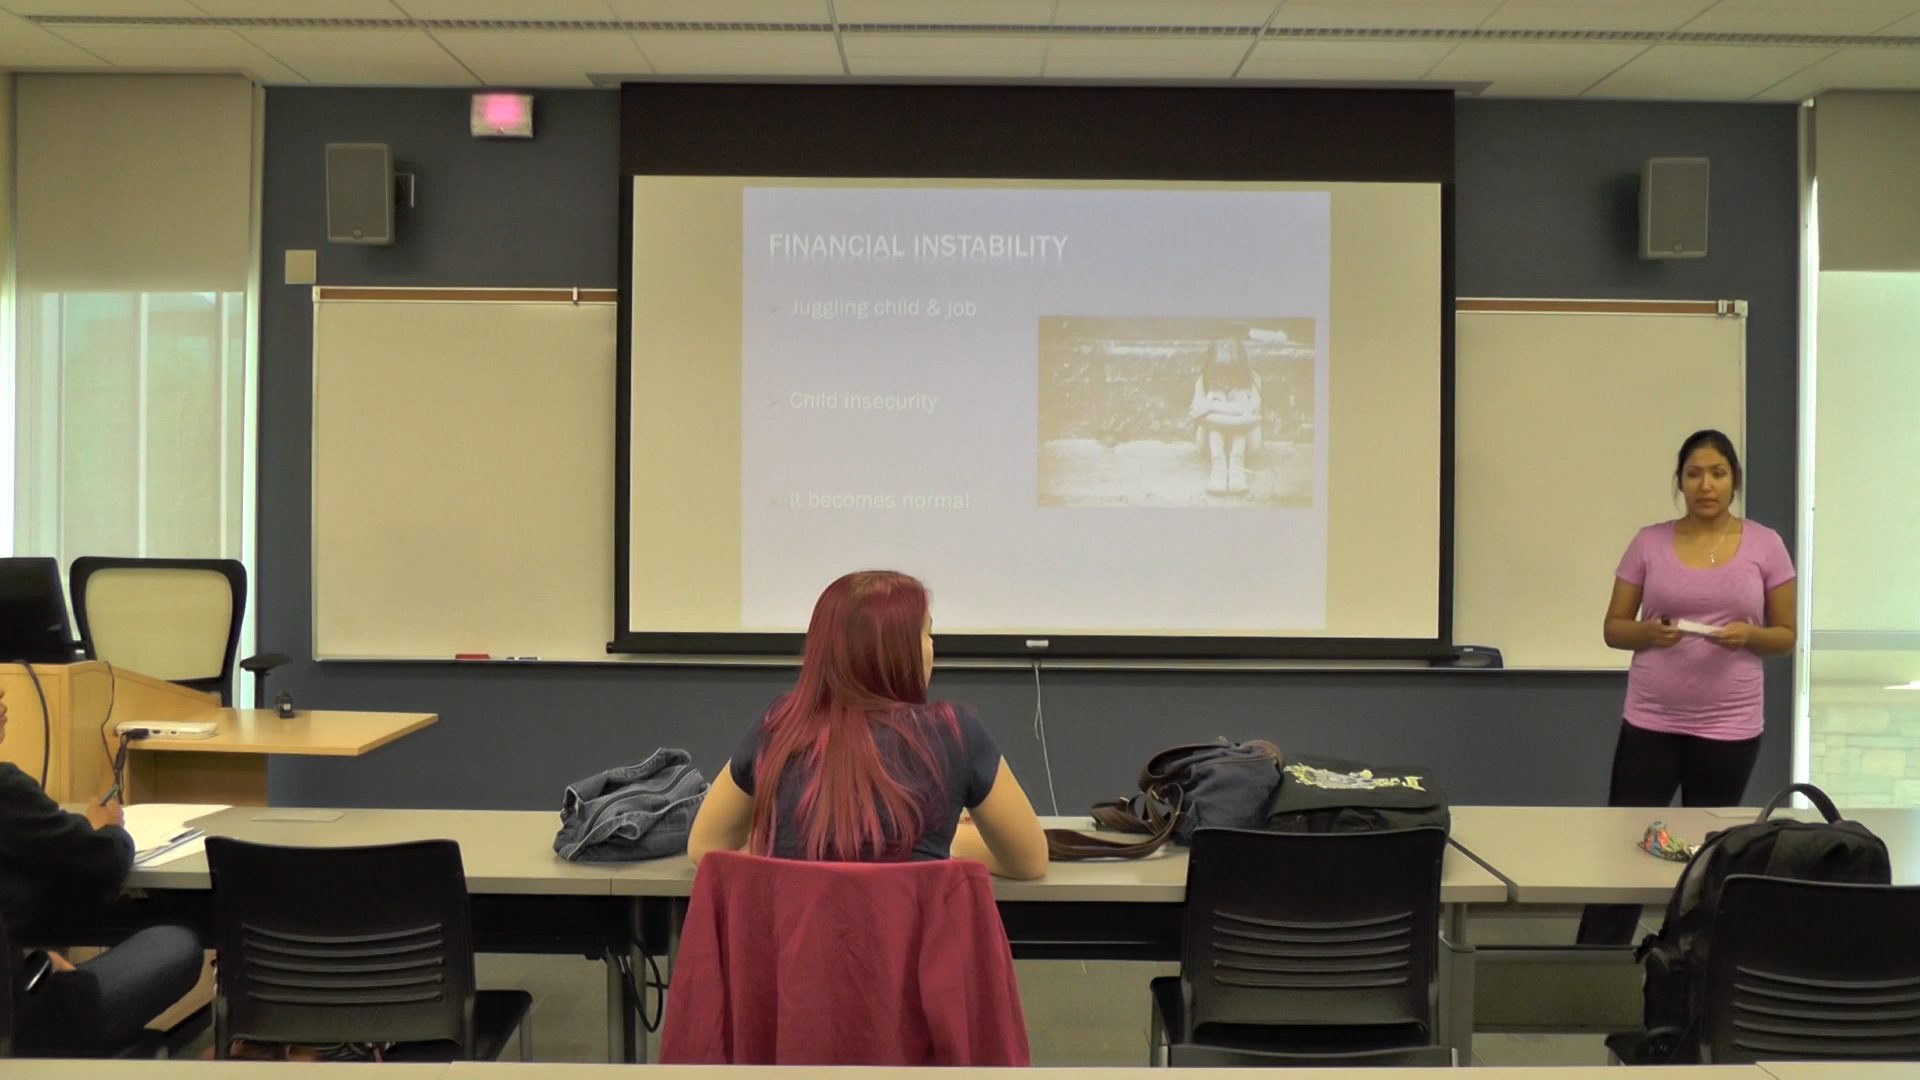 FINANCIAL INSTABILITY
Juggling child & job
Child insecurity
It becomes normal